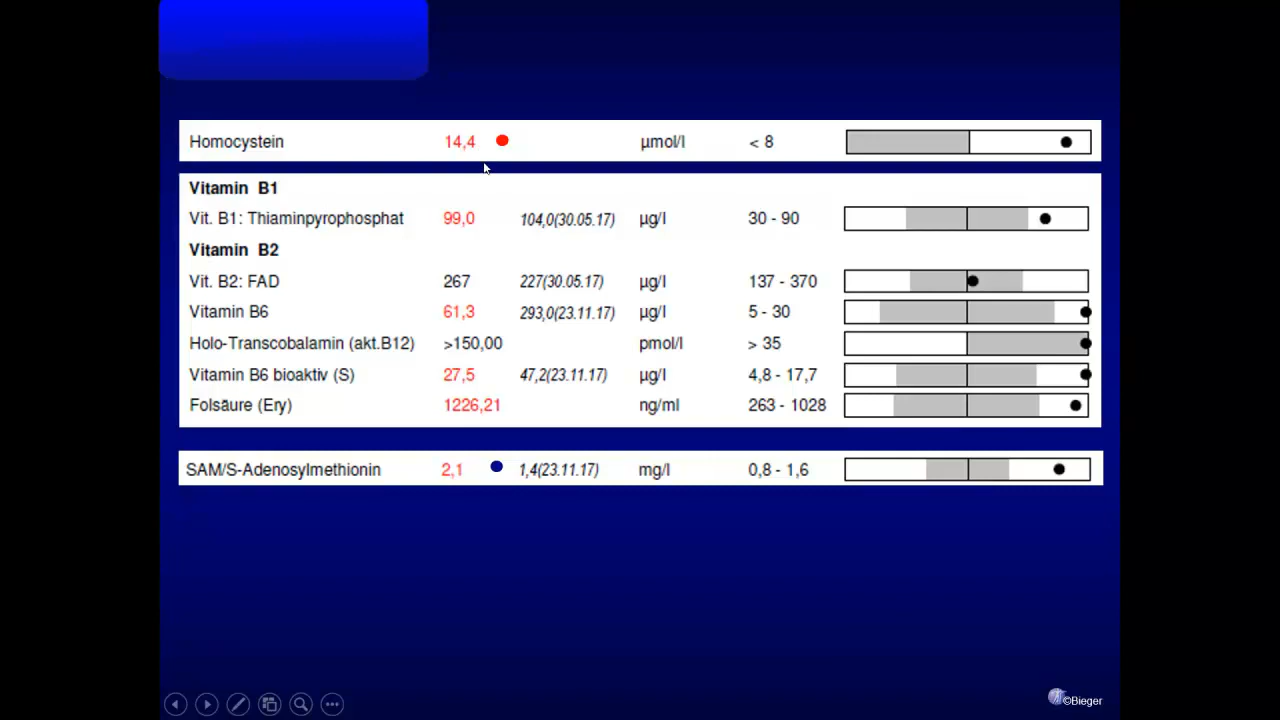 Homocystein 14,4 µmol/l < 8
Vitamin B1
Vit. B1: Thiaminpyrophosphat 99,0 104,0(30.05.17) µg/l 30 - 90
Vitamin B2
Vit. B2: FAD 267 227(30.05.17) µg/l 137 - 370
Vitamin B6 61,3 293,0(23.11.17) µg/l 5 - 30
Holo-Transcobalamin (akt.B12) >150,00 pmol/l > 35
Vitamin B6 bioaktiv (S) 27,5 47,2(23.11.17) µg/l 4,8 - 17,7
Folsäure (Ery) 1226,21 ng/ml 263 - 1028
SAM/S-Adenosylmethionin 2,1 1,4(23.11.17) mg/l 0,8 - 1,6
©Bieger